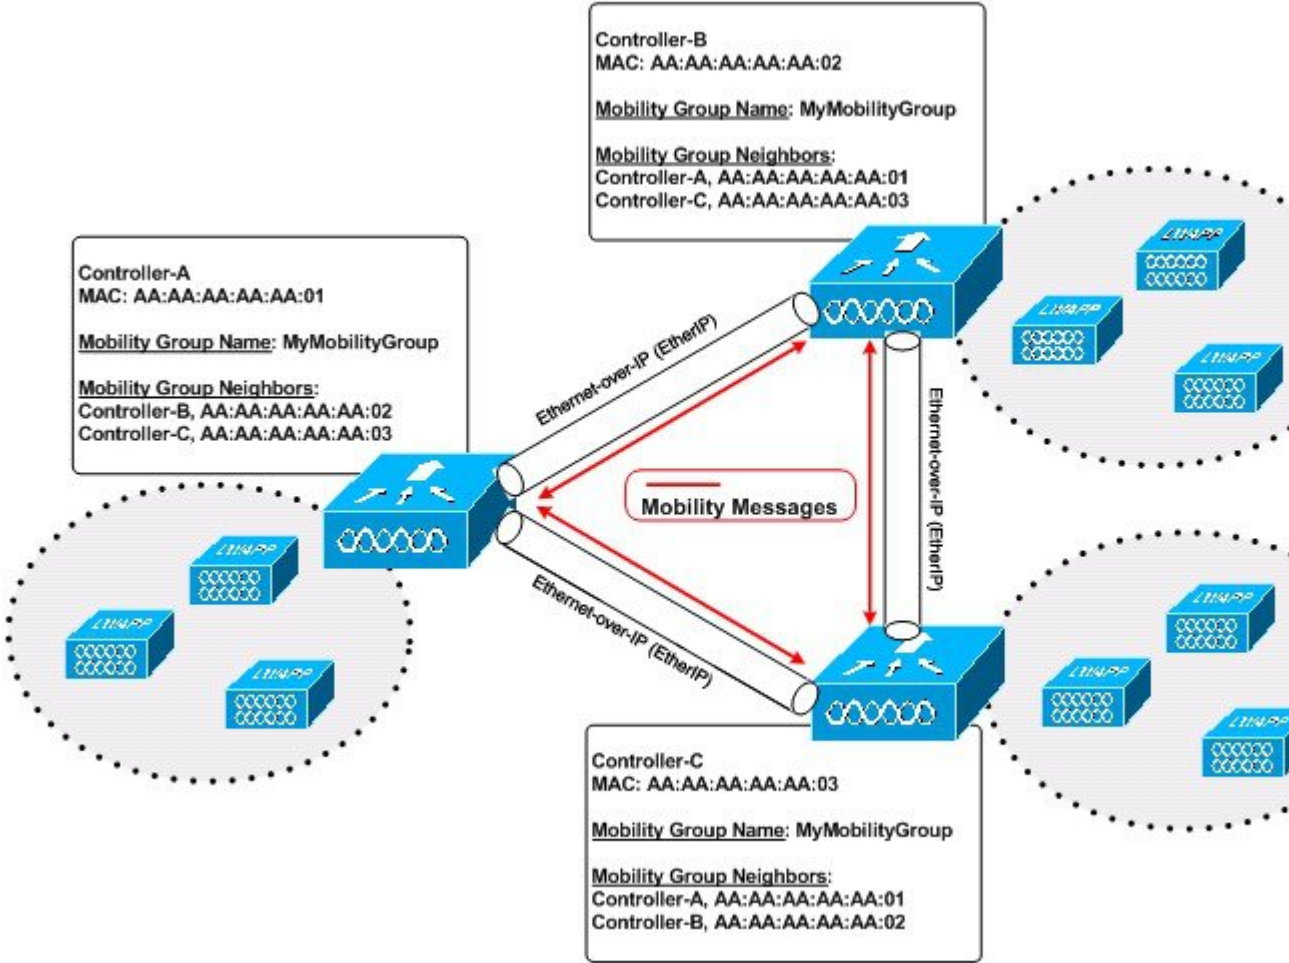 Controller-B
MAC: AA:AA:AA:AA:AA:02
Mobility Group Name: MyMobilityGroup
Mobility Group Neighbors:
Controller-A, AA:AA:AA:AA:AA:01
Controller-C, AA:AA:AA:AA:AA:03
Controller-A
MAC: AA:AA:AA:AA:AA:01
Mobility Group Name: MyMobilityGroup
Mobility Group Neighbors:
Controller-B, AA:AA:AA:AA:AA:02
Controller-C, AA:AA:AA:AA:AA:03
LWAPP
LWAPP
LWAPP
Ethernet-over-IP (EtherIP)
Ethernet-over-IP (EtherIP)
Mobility Messages
Ethernet-over-IP (EtherIP)
LWAPP
LWAPP
LWAPP
LWAPP
LWAPP
LWAPP
Controller-C
MAC: AA:AA:AA:AA:AA:03
Mobility Group Name: MyMobilityGroup
Mobility Group Neighbors:
Controller-A, AA:AA:AA:AA:AA:01
Controller-B, AA:AA:AA:AA:AA:02